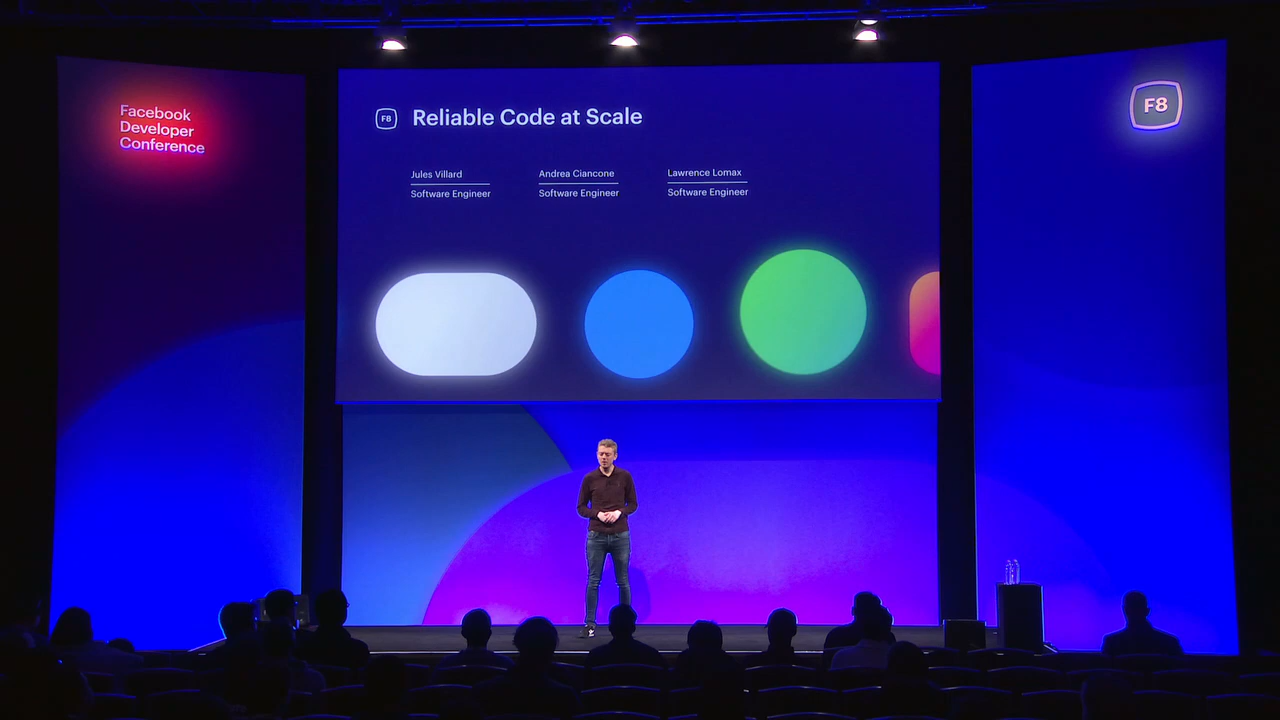 Facebook
Developer
Conference
F8
Reliable Code at Scale
Jules Villard
Software Engineer
Andrea Ciancone
Software Engineer
Lawrence Lomax
Software Engineer
F8